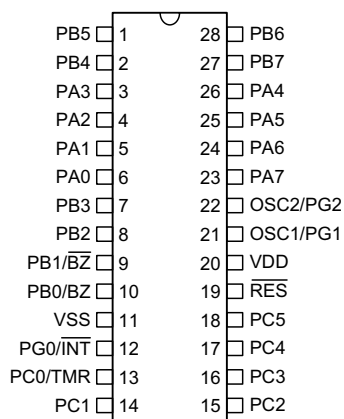 PB5 1 28 PB6
PB4 2 27 PB7
PA3 3 26 PA4
PA2 4 25 PA5
PA1 5 24 PA6
PA0 6 23 PA7
PB3 7 22 OSC2/PG2
PB2 8 21 OSC1/PG1
PB1/B̅Z̅ 9 20 VDD
PB0/BZ 10 19 R̅E̅S̅
VSS 11 18 PC5
PG0/I̅N̅T̅ 12 17 PC4
PC0/TMR 13 16 PC3
PC1 14 15 PC2